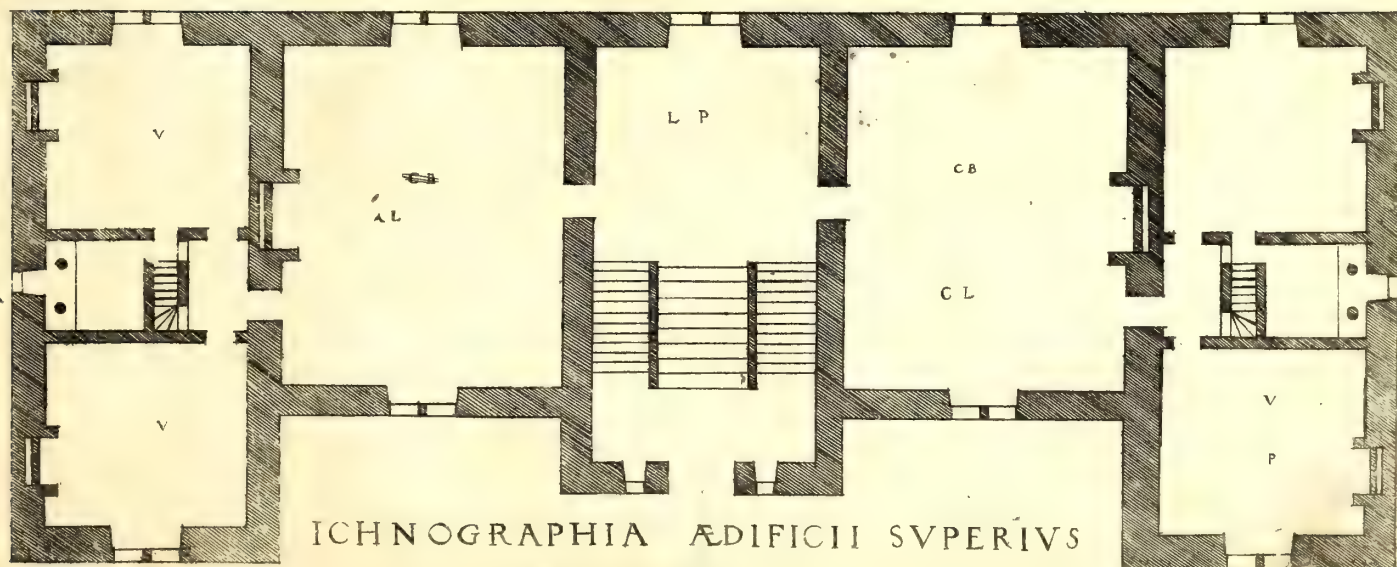 L P
V
C B
C B
A L
C L
V
V
P
ICHNOGRAPHIA ÆDIFICII SVPERIVS